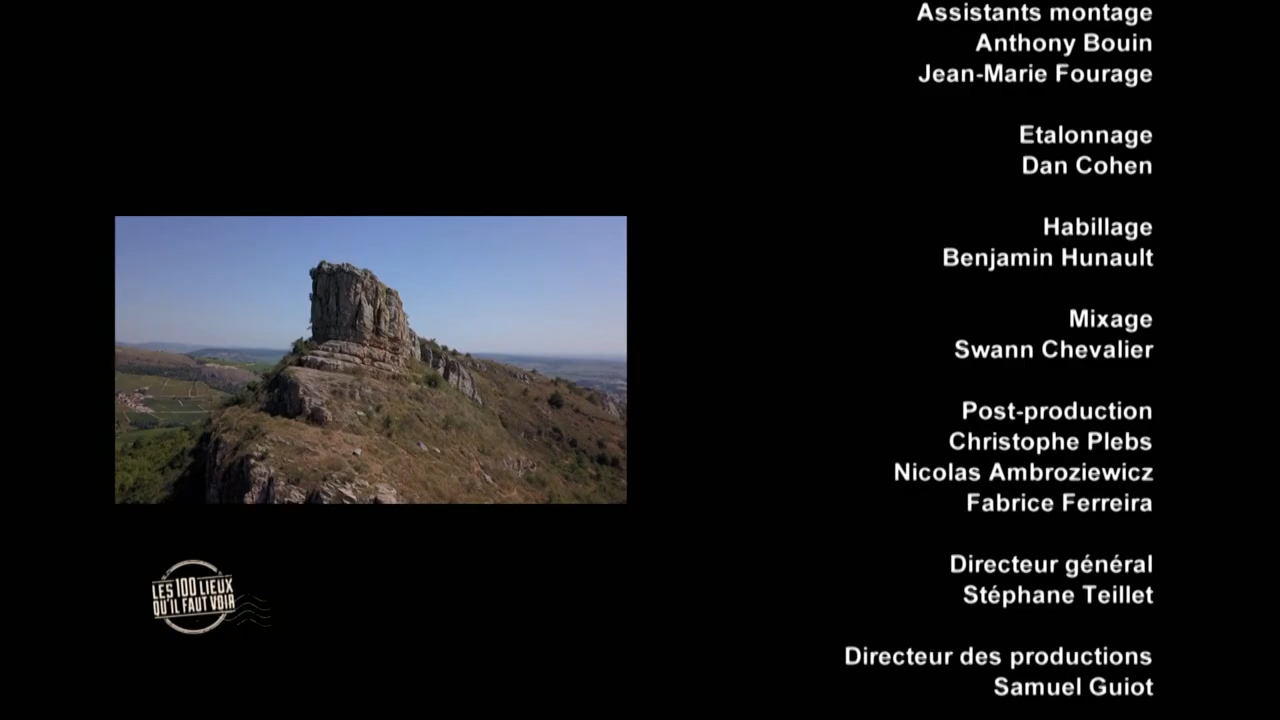 Assistants montage
Anthony Bouin
Jean-Marie Fourage
Etalonnage
Dan Cohen
Habillage
Benjamin Hunault
Mixage
Swann Chevalier
Post-production
Christophe Plebs
Nicolas Ambroziewicz
Fabrice Ferreira
Directeur général
Stéphane Teillet
Directeur des productions
Samuel Guiot
LES 100 LIEUX
QU'IL FAUT VOIR